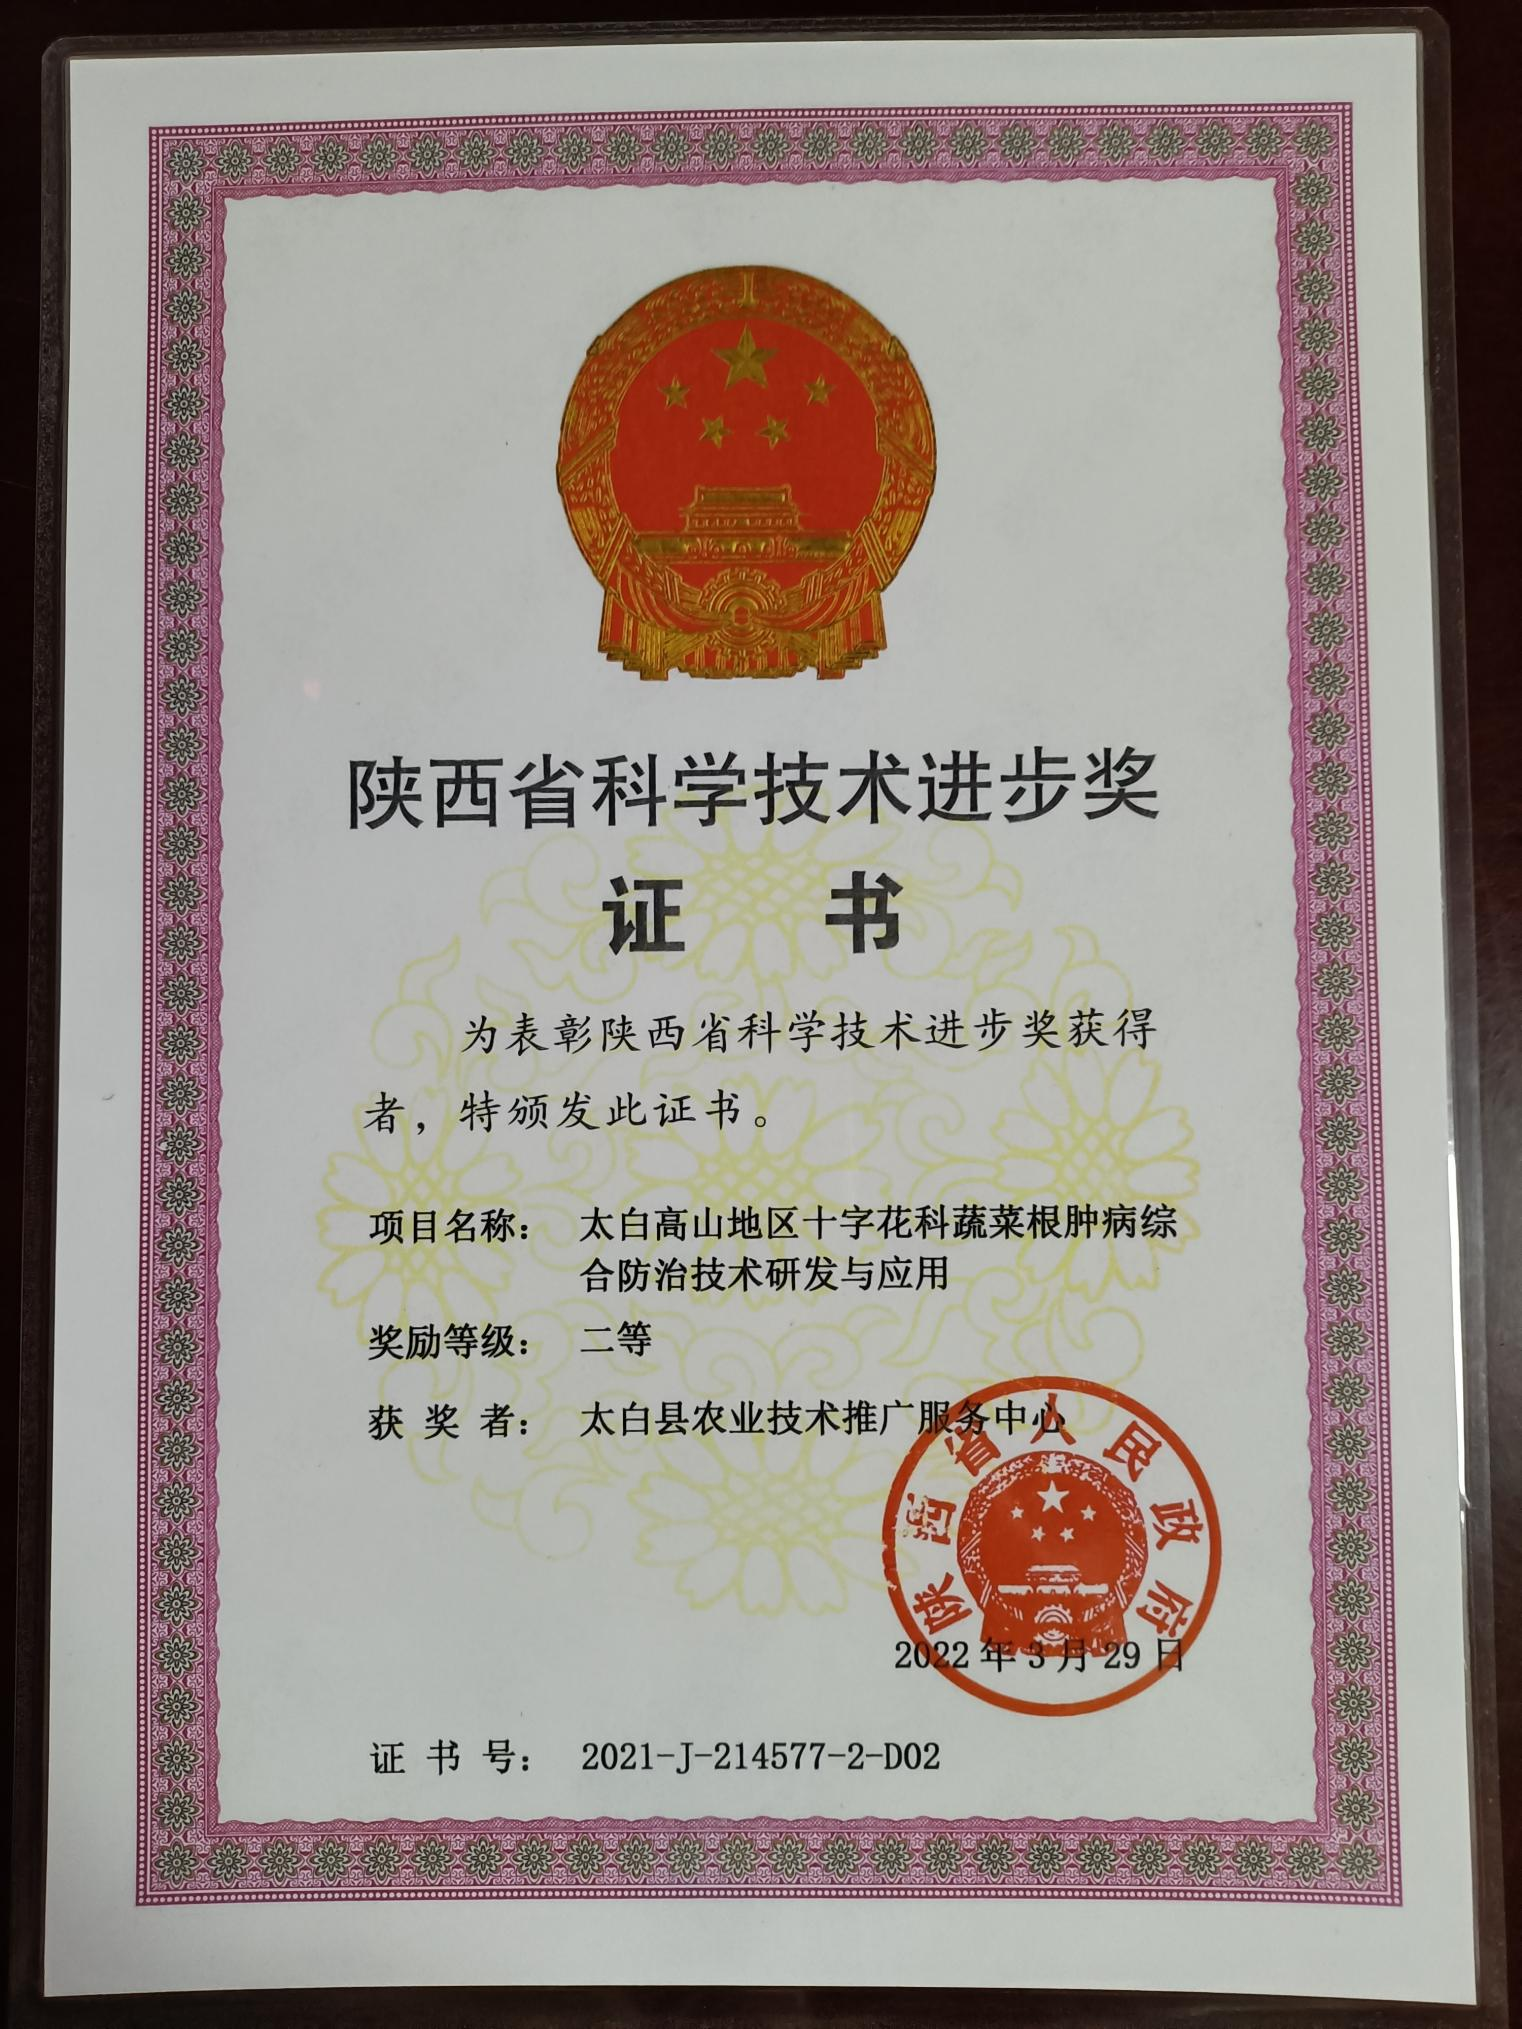 陕西省科学技术进步奖
证 书
为表彰陕西省科学技术进步奖获得
者，特颁发此证书。
项目名称： 太白高山地区十字花科蔬菜根肿病综
合防治技术研发与应用
奖励等级： 二等
获 奖 者： 太白县农业技术推广服务中心
陕西省人民政府
2022年3月29日
证 书 号： 2021-J-214577-2-D02